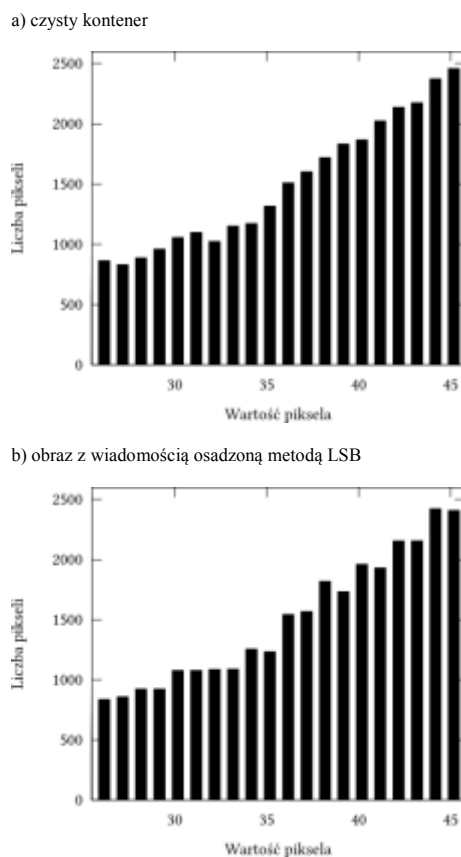 a) czysty kontener
2500
2000
1500
1000
500
0
Liczba pikseli
30 35 40 45
Wartość piksela
b) obraz z wiadomością osadzoną metodą LSB
2500
2000
1500
1000
500
0
Liczba pikseli
30 35 40 45
Wartość piksela